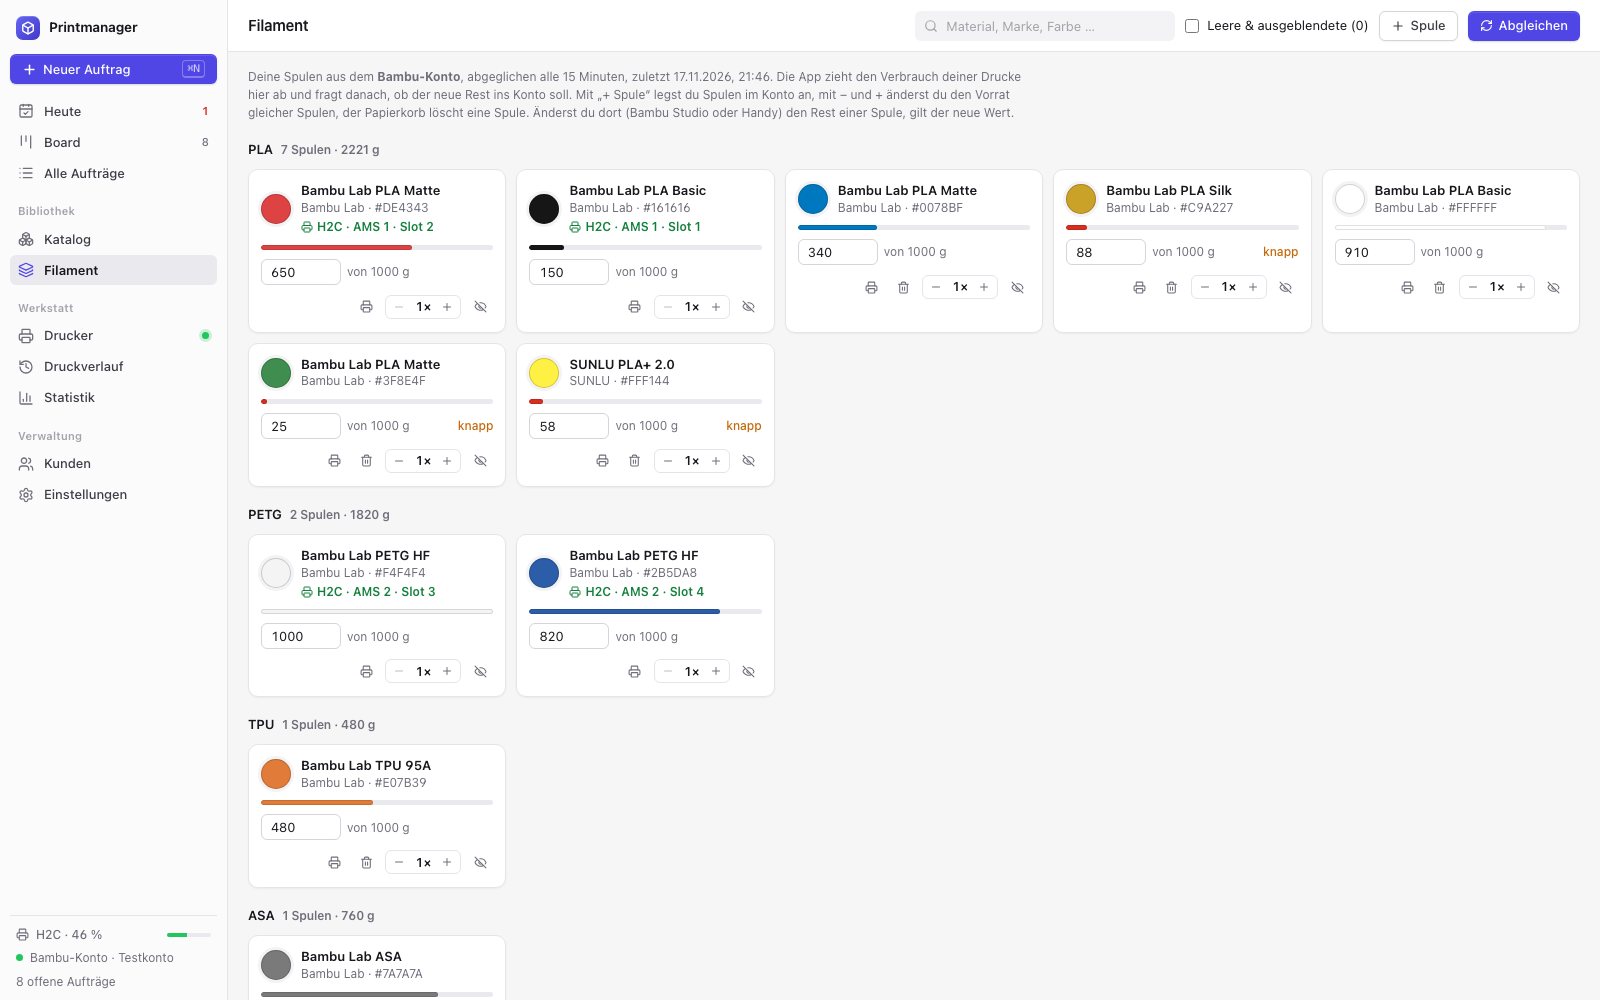 Printmanager
Neuer Auftrag ⌘N
Heute 1
Board 8
Alle Aufträge
Bibliothek
Katalog
Filament
Werkstatt
Drucker
Druckverlauf
Statistik
Verwaltung
Kunden
Einstellungen
H2C · 46 %
Bambu-Konto · Testkonto
8 offene Aufträge
Filament
Material, Marke, Farbe ...
Leere & ausgeblendete (0)
+ Spule
Abgleichen
Deine Spulen aus dem Bambu-Konto, abgeglichen alle 15 Minuten, zuletzt 17.11.2026, 21:46. Die App zieht den Verbrauch deiner Drucke
hier ab und fragt danach, ob der neue Rest ins Konto soll. Mit „+ Spule“ legst du Spulen im Konto an, mit – und + änderst du den Vorrat
gleicher Spulen, der Papierkorb löscht eine Spule. Änderst du dort (Bambu Studio oder Handy) den Rest einer Spule, gilt der neue Wert.
PLA 7 Spulen · 2221 g
Bambu Lab PLA Matte
Bambu Lab · #DE4343
H2C · AMS 1 · Slot 2
650 von 1000 g
− 1× +
Bambu Lab PLA Basic
Bambu Lab · #161616
H2C · AMS 1 · Slot 1
150 von 1000 g
− 1× +
Bambu Lab PLA Matte
Bambu Lab · #0078BF
340 von 1000 g
− 1× +
Bambu Lab PLA Silk
Bambu Lab · #C9A227
88 von 1000 g knapp
− 1× +
Bambu Lab PLA Basic
Bambu Lab · #FFFFFF
910 von 1000 g
− 1× +
Bambu Lab PLA Matte
Bambu Lab · #3F8E4F
25 von 1000 g knapp
− 1× +
SUNLU PLA+ 2.0
SUNLU · #FFF144
58 von 1000 g knapp
− 1× +
PETG 2 Spulen · 1820 g
Bambu Lab PETG HF
Bambu Lab · #F4F4F4
H2C · AMS 2 · Slot 3
1000 von 1000 g
− 1× +
Bambu Lab PETG HF
Bambu Lab · #2B5DA8
H2C · AMS 2 · Slot 4
820 von 1000 g
− 1× +
TPU 1 Spulen · 480 g
Bambu Lab TPU 95A
Bambu Lab · #E07B39
480 von 1000 g
− 1× +
ASA 1 Spulen · 760 g
Bambu Lab ASA
Bambu Lab · #7A7A7A